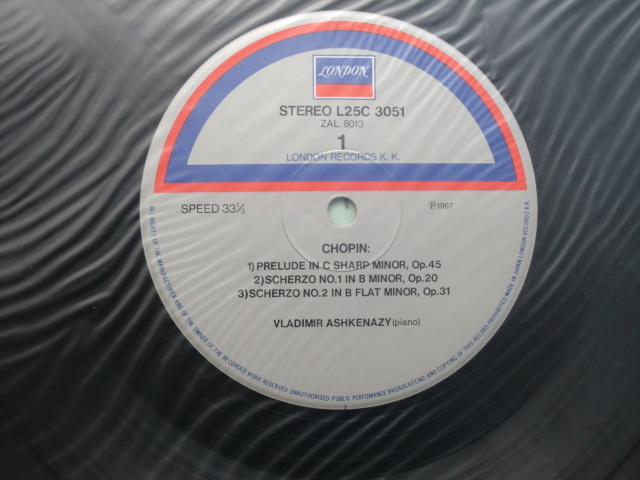 LONDON
STEREO L25C 3051
ZAL. 8013
1
LONDON RECORDS K. K.
SPEED 33⅓
Ⓟ1967
CHOPIN:
1) PRELUDE IN C SHARP MINOR, Op.45
2) SCHERZO NO.1 IN B MINOR, Op.20
3) SCHERZO NO.2 IN B FLAT MINOR, Op.31
VLADIMIR ASHKENAZY (piano)
ALL RIGHTS OF THE MANUFACTURER AND OF THE OWNER OF THE RECORDED WORK RESERVED UNAUTHORISED PUBLIC PERFOMANCE BROADCASTING AND COPYING OF THIS RECORD PROHIBITED MADE IN JAPAN LONDON RECORDS K.K.